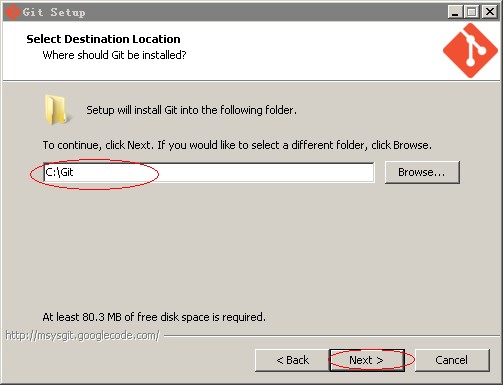 Git Setup
Select Destination Location
Where should Git be installed?
Setup will install Git into the following folder.
To continue, click Next. If you would like to select a different folder, click Browse.
C:\Git
Browse...
At least 80.3 MB of free disk space is required.
http://msysgit.googlecode.com/
< Back
Next >
Cancel